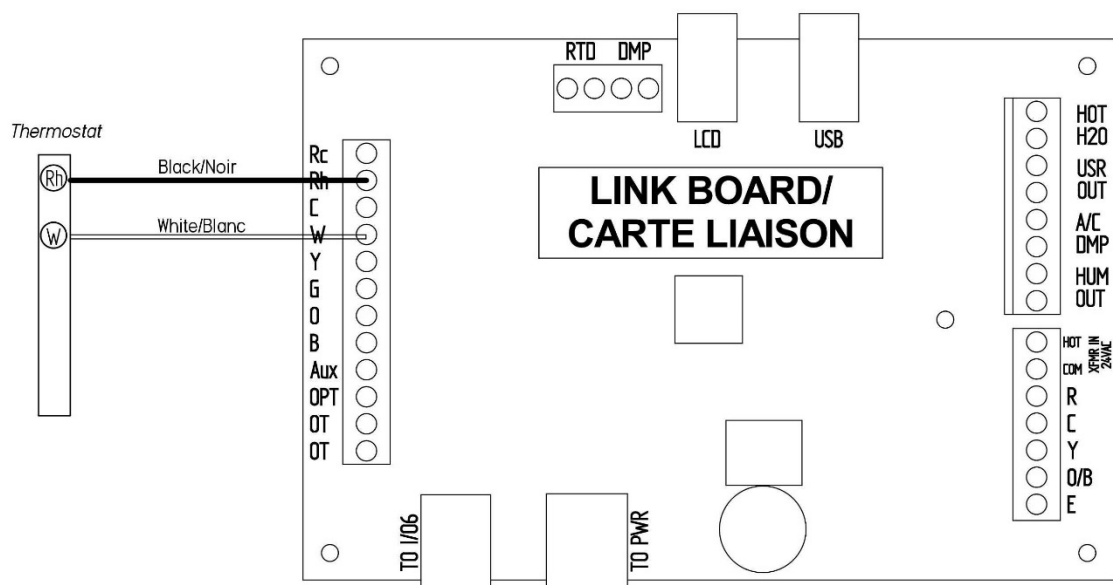 RTD DMP
LCD
USB
Thermostat
Rh
W
Black/Noir
White/Blanc
Rc
Rh
C
W
Y
G
O
B
Aux
OPT
OT
OT
LINK BOARD/
CARTE LIAISON
HOT
H2O
USR
OUT
A/C
DMP
HUM
OUT
HOT
COM
XFMR IN
24VAC
R
C
Y
O/B
E
TO I/O6
TO PWR